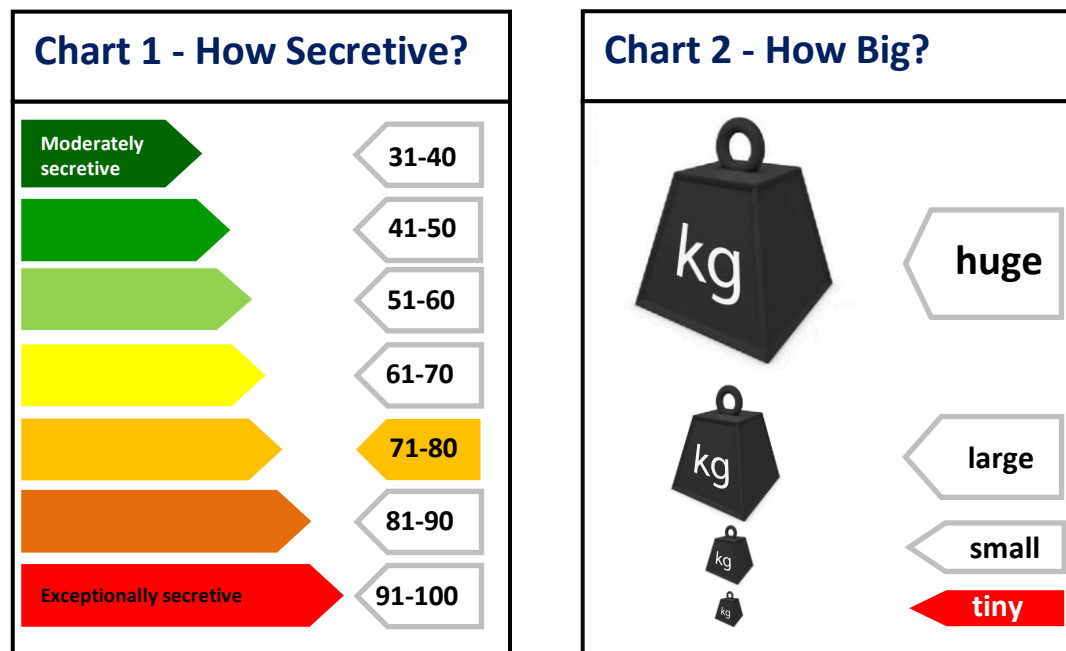 Chart 1 - How Secretive?
Moderately
secretive
31-40
41-50
51-60
61-70
71-80
81-90
Exceptionally secretive
91-100
Chart 2 - How Big?
kg
huge
kg
large
kg
small
kg
tiny